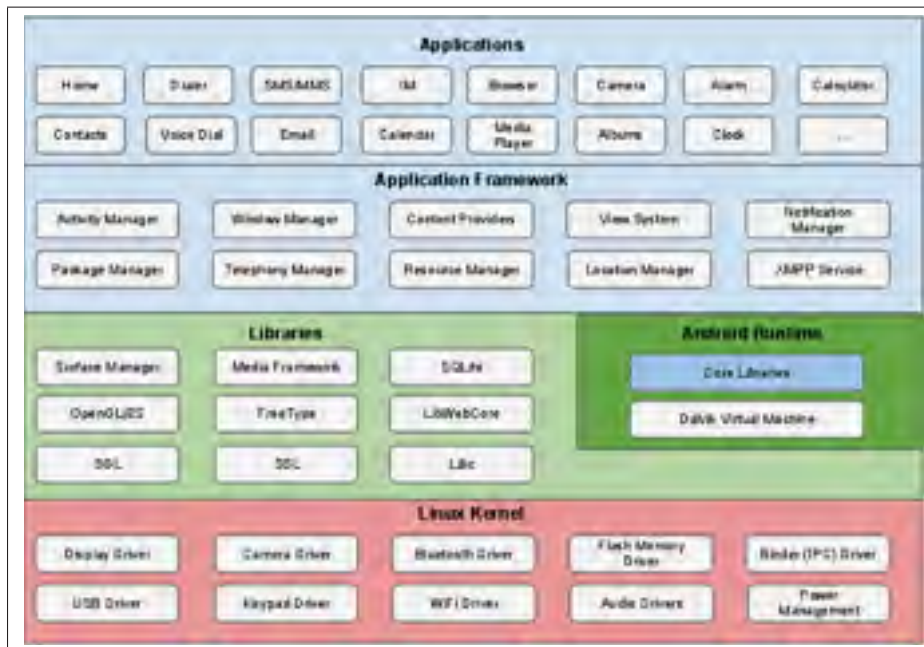 Applications
Home Dialer SMS/MMS IM Browser Camera Alarm Calculator
Contacts Voice Dial Email Calendar Media Player Albums Clock ...
Application Framework
Activity Manager Window Manager Content Providers View System Notification Manager
Package Manager Telephony Manager Resource Manager Location Manager XMPP Service
Libraries Android Runtime
Surface Manager Media Framework SQLite Core Libraries
OpenGL|ES FreeType LibWebCore Dalvik Virtual Machine
SGL SSL Libc
Linux Kernel
Display Driver Camera Driver Bluetooth Driver Flash Memory Driver Binder (IPC) Driver
USB Driver Keypad Driver WiFi Driver Audio Drivers Power Management